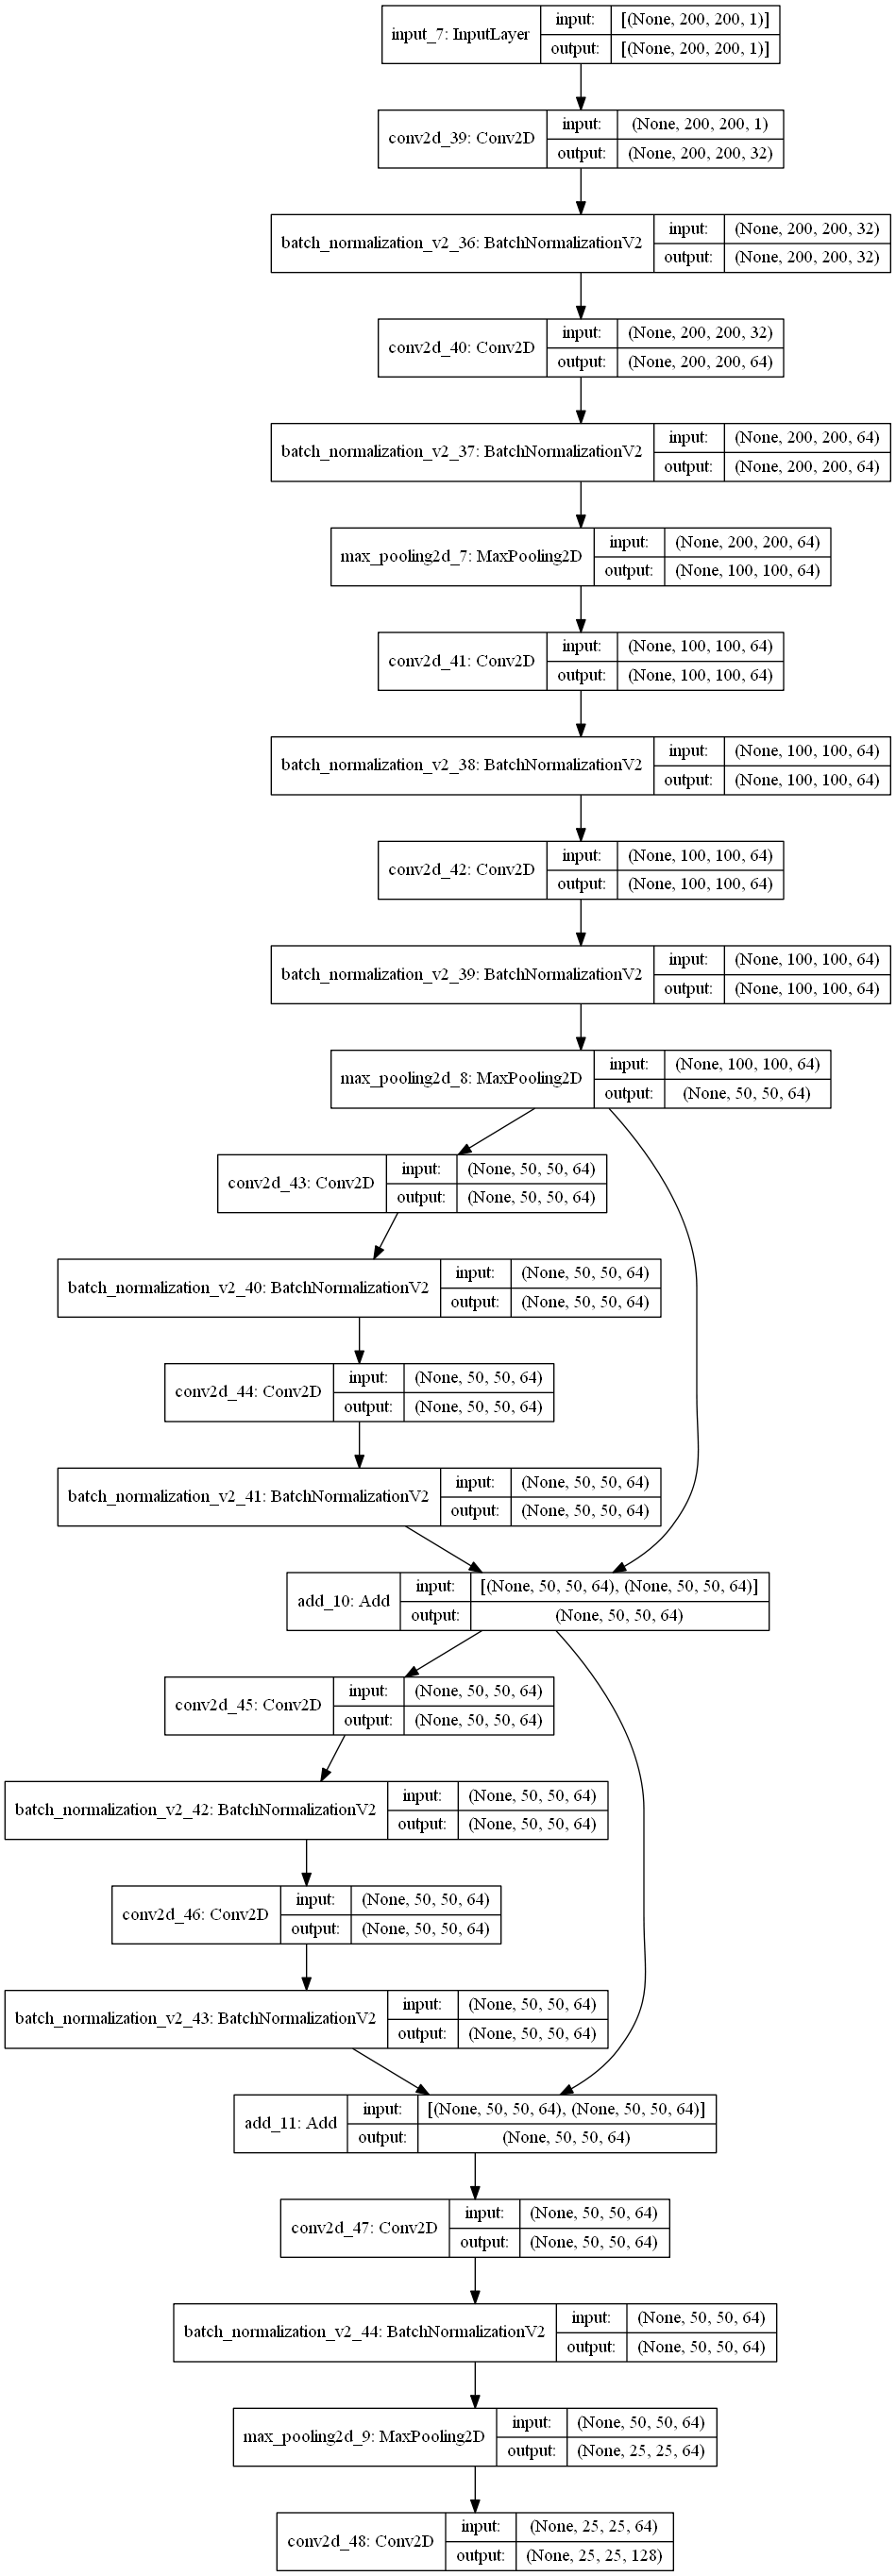 input_7: InputLayer
input: [(None, 200, 200, 1)]
output: [(None, 200, 200, 1)]
conv2d_39: Conv2D
input: (None, 200, 200, 1)
output: (None, 200, 200, 32)
batch_normalization_v2_36: BatchNormalizationV2
input: (None, 200, 200, 32)
output: (None, 200, 200, 32)
conv2d_40: Conv2D
input: (None, 200, 200, 32)
output: (None, 200, 200, 64)
batch_normalization_v2_37: BatchNormalizationV2
input: (None, 200, 200, 64)
output: (None, 200, 200, 64)
max_pooling2d_7: MaxPooling2D
input: (None, 200, 200, 64)
output: (None, 100, 100, 64)
conv2d_41: Conv2D
input: (None, 100, 100, 64)
output: (None, 100, 100, 64)
batch_normalization_v2_38: BatchNormalizationV2
input: (None, 100, 100, 64)
output: (None, 100, 100, 64)
conv2d_42: Conv2D
input: (None, 100, 100, 64)
output: (None, 100, 100, 64)
batch_normalization_v2_39: BatchNormalizationV2
input: (None, 100, 100, 64)
output: (None, 100, 100, 64)
max_pooling2d_8: MaxPooling2D
input: (None, 100, 100, 64)
output: (None, 50, 50, 64)
conv2d_43: Conv2D
input: (None, 50, 50, 64)
output: (None, 50, 50, 64)
batch_normalization_v2_40: BatchNormalizationV2
input: (None, 50, 50, 64)
output: (None, 50, 50, 64)
conv2d_44: Conv2D
input: (None, 50, 50, 64)
output: (None, 50, 50, 64)
batch_normalization_v2_41: BatchNormalizationV2
input: (None, 50, 50, 64)
output: (None, 50, 50, 64)
add_10: Add
input: [(None, 50, 50, 64), (None, 50, 50, 64)]
output: (None, 50, 50, 64)
conv2d_45: Conv2D
input: (None, 50, 50, 64)
output: (None, 50, 50, 64)
batch_normalization_v2_42: BatchNormalizationV2
input: (None, 50, 50, 64)
output: (None, 50, 50, 64)
conv2d_46: Conv2D
input: (None, 50, 50, 64)
output: (None, 50, 50, 64)
batch_normalization_v2_43: BatchNormalizationV2
input: (None, 50, 50, 64)
output: (None, 50, 50, 64)
add_11: Add
input: [(None, 50, 50, 64), (None, 50, 50, 64)]
output: (None, 50, 50, 64)
conv2d_47: Conv2D
input: (None, 50, 50, 64)
output: (None, 50, 50, 64)
batch_normalization_v2_44: BatchNormalizationV2
input: (None, 50, 50, 64)
output: (None, 50, 50, 64)
max_pooling2d_9: MaxPooling2D
input: (None, 50, 50, 64)
output: (None, 25, 25, 64)
conv2d_48: Conv2D
input: (None, 25, 25, 64)
output: (None, 25, 25, 128)